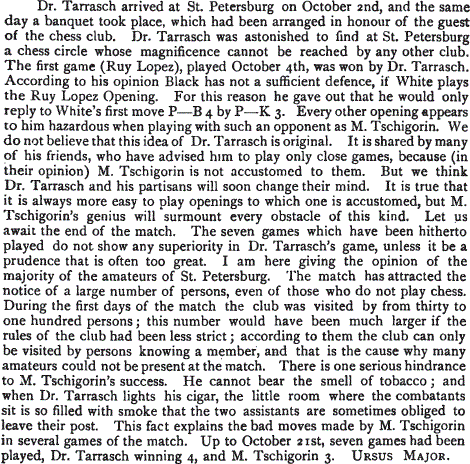 Dr. Tarrasch arrived at St. Petersburg on October 2nd, and the same
day a banquet took place, which had been arranged in honour of the guest
of the chess club. Dr. Tarrasch was astonished to find at St. Petersburg
a chess circle whose magnificence cannot be reached by any other club.
The first game (Ruy Lopez), played October 4th, was won by Dr. Tarrasch.
According to his opinion Black has not a sufficient defence, if White plays
the Ruy Lopez Opening. For this reason he gave out that he would only
reply to White's first move P—B 4 by P—K 3. Every other opening appears
to him hazardous when playing with such an opponent as M. Tschigorin. We
do not believe that this idea of Dr. Tarrasch is original. It is shared by many
of his friends, who have advised him to play only close games, because (in
their opinion) M. Tschigorin is not accustomed to them. But we think
Dr. Tarrasch and his partisans will soon change their mind. It is true that
it is always more easy to play openings to which one is accustomed, but M.
Tschigorin's genius will surmount every obstacle of this kind. Let us
await the end of the match. The seven games which have been hitherto
played do not show any superiority in Dr. Tarrasch's game, unless it be a
prudence that is often too great. I am here giving the opinion of the
majority of the amateurs of St. Petersburg. The match has attracted the
notice of a large number of persons, even of those who do not play chess.
During the first days of the match the club was visited by from thirty to
one hundred persons; this number would have been much larger if the
rules of the club had been less strict; according to them the club can only
be visited by persons knowing a member, and that is the cause why many
amateurs could not be present at the match. There is one serious hindrance
to M. Tschigorin's success. He cannot bear the smell of tobacco; and
when Dr. Tarrasch lights his cigar, the little room where the combatants
sit is so filled with smoke that the two assistants are sometimes obliged to
leave their post. This fact explains the bad moves made by M. Tschigorin
in several games of the match. Up to October 21st, seven games had been
played, Dr. Tarrasch winning 4, and M. Tschigorin 3. URSUS MAJOR.